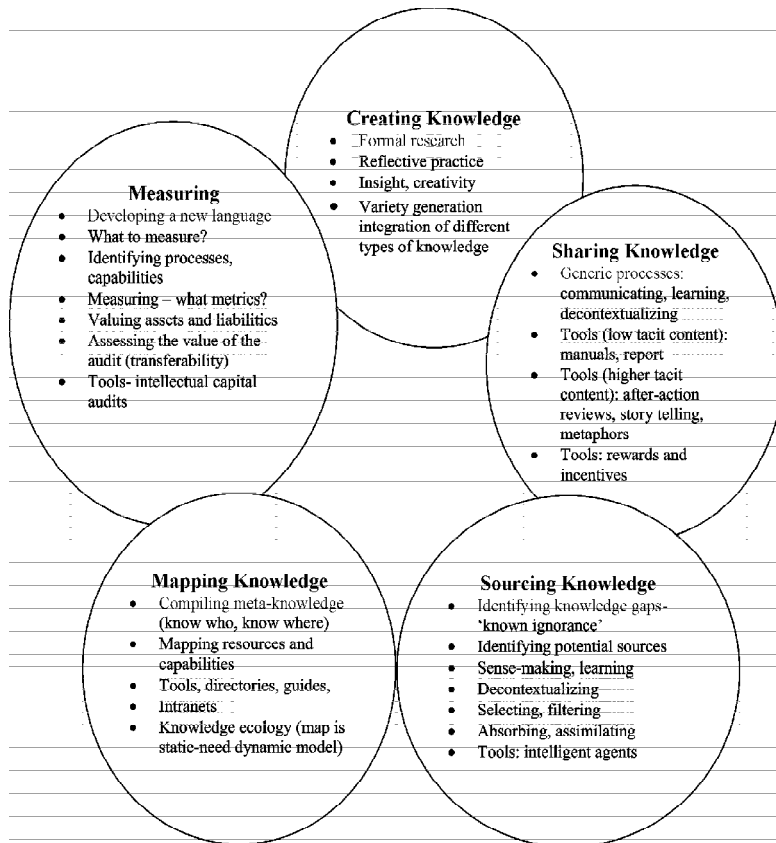 Creating Knowledge
• Formal research
• Reflective practice
• Insight, creativity
• Variety generation
integration of different
types of knowledge
Measuring
• Developing a new language
• What to measure?
• Identifying processes,
capabilities
• Measuring – what metrics?
• Valuing assets and liabilities
• Assessing the value of the
audit (transferability)
• Tools- intellectual capital
audits
Sharing Knowledge
• Generic processes:
communicating, learning,
decontextualizing
• Tools (low tacit content):
manuals, report
• Tools (higher tacit
content): after-action
reviews, story telling,
metaphors
• Tools: rewards and
incentives
Mapping Knowledge
• Compiling meta-knowledge
(know who, know where)
• Mapping resources and
capabilities
• Tools, directories, guides,
• Intranets
• Knowledge ecology (map is
static-need dynamic model)
Sourcing Knowledge
• Identifying knowledge gaps-
‘known ignorance’
• Identifying potential sources
• Sense-making, learning
• Decontextualizing
• Selecting, filtering
• Absorbing, assimilating
• Tools: intelligent agents